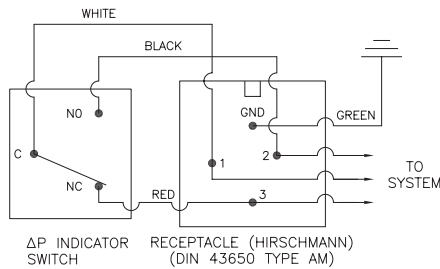 WHITE
BLACK
NO
GND
GREEN
C
1
2
NC
RED
3
TO
SYSTEM
ΔP INDICATOR
SWITCH
RECEPTACLE (HIRSCHMANN)
(DIN 43650 TYPE AM)